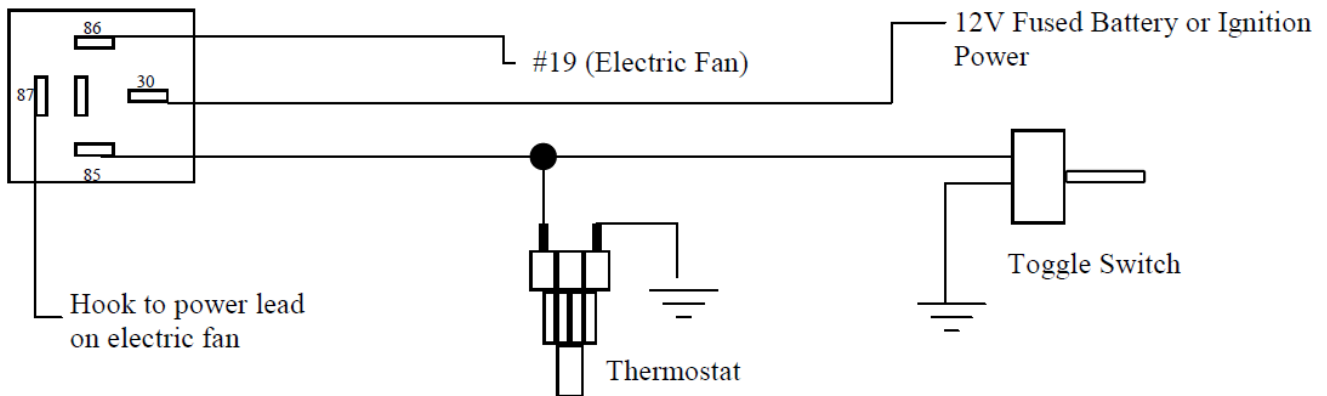 86
#19 (Electric Fan)
12V Fused Battery or Ignition
Power
87
30
85
Toggle Switch
Hook to power lead
on electric fan
Thermostat